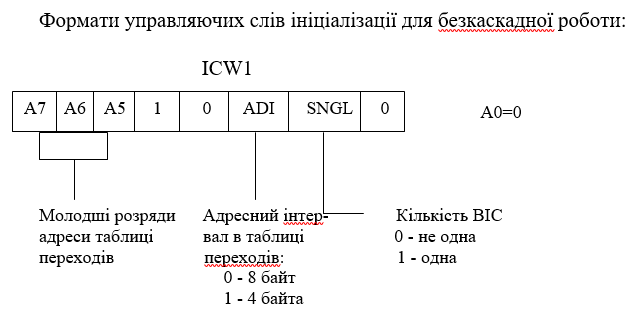 Формати управляючих слів ініціалізації для безкаскадної роботи:
ICW1
A7 A6 A5 1 0 ADI SNGL 0
A0=0
Молодші розряди
адреси таблиці
переходів
Адресний інтер-
вал в таблиці
переходів:
0 - 8 байт
1 - 4 байта
Кількість ВІС
0 - не одна
1 - одна